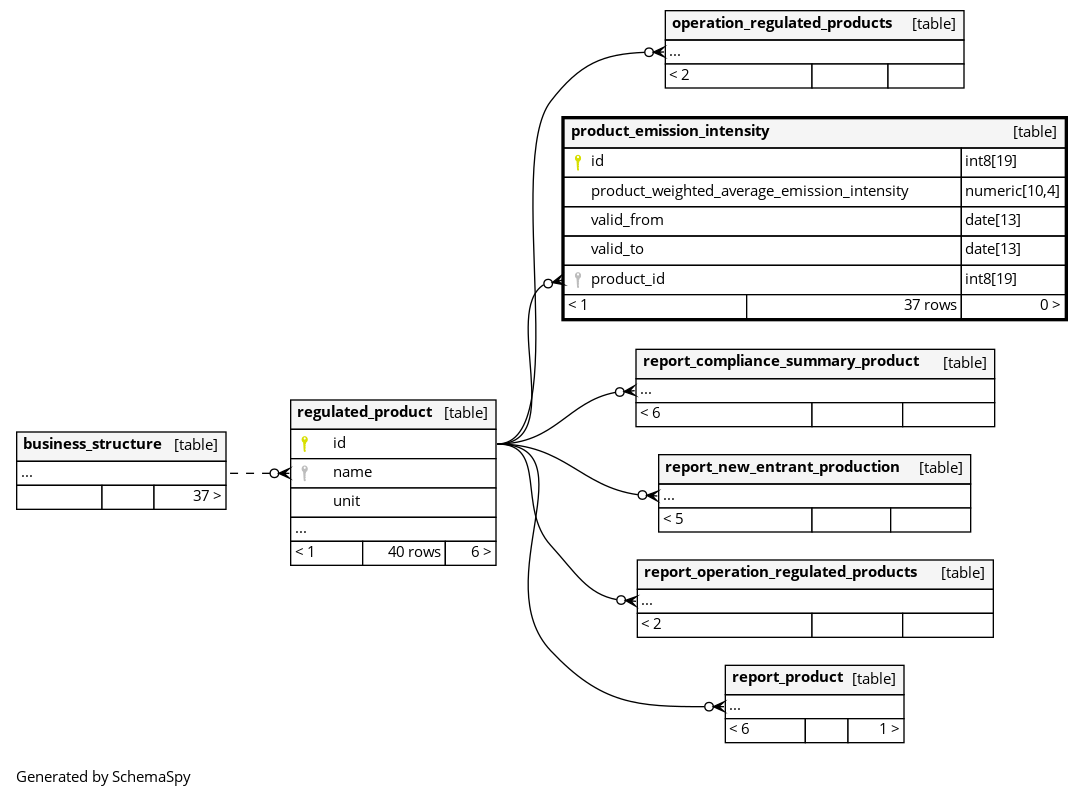 operation_regulated_products [table]
...
< 2
product_emission_intensity [table]
id int8[19]
product_weighted_average_emission_intensity numeric[10,4]
valid_from date[13]
valid_to date[13]
product_id int8[19]
< 1 37 rows 0 >
report_compliance_summary_product [table]
...
< 6
regulated_product [table]
id
name
unit
...
< 1 40 rows 6 >
business_structure [table]
...
37 >
report_new_entrant_production [table]
...
< 5
report_operation_regulated_products [table]
...
< 2
report_product [table]
...
< 6 1 >
Generated by SchemaSpy